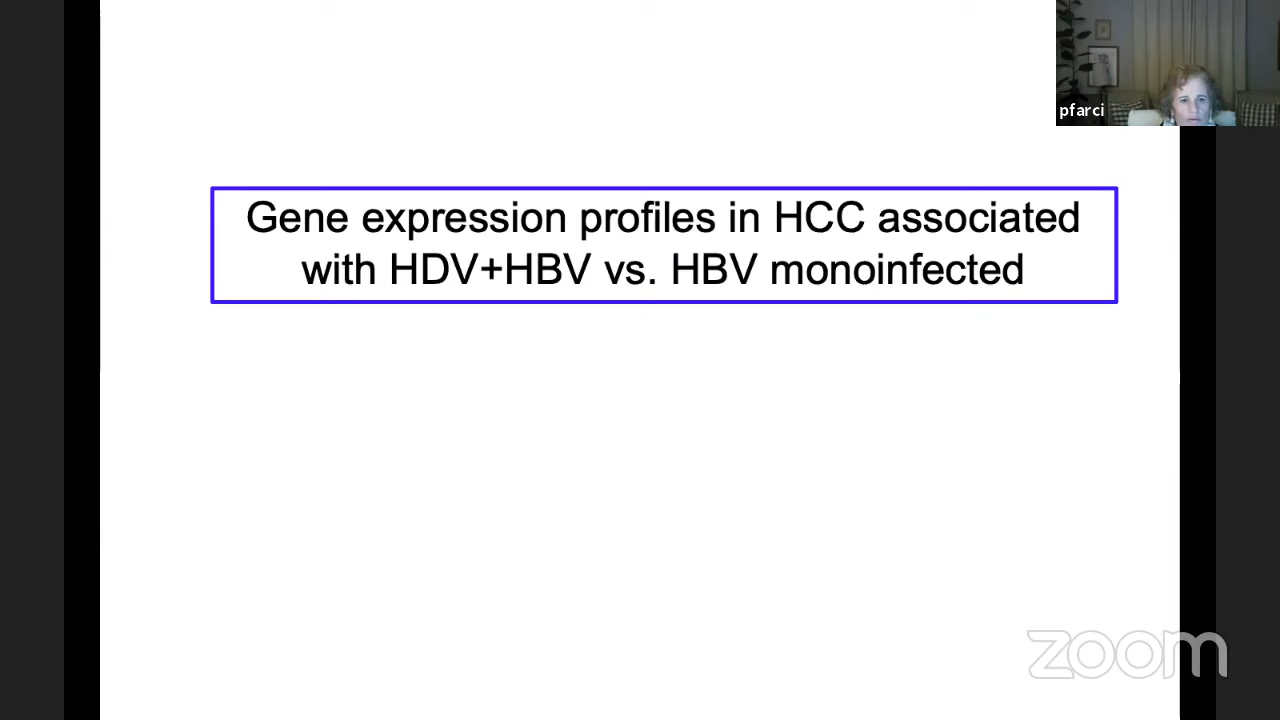 pfarci
Gene expression profiles in HCC associated
with HDV+HBV vs. HBV monoinfected
zoom